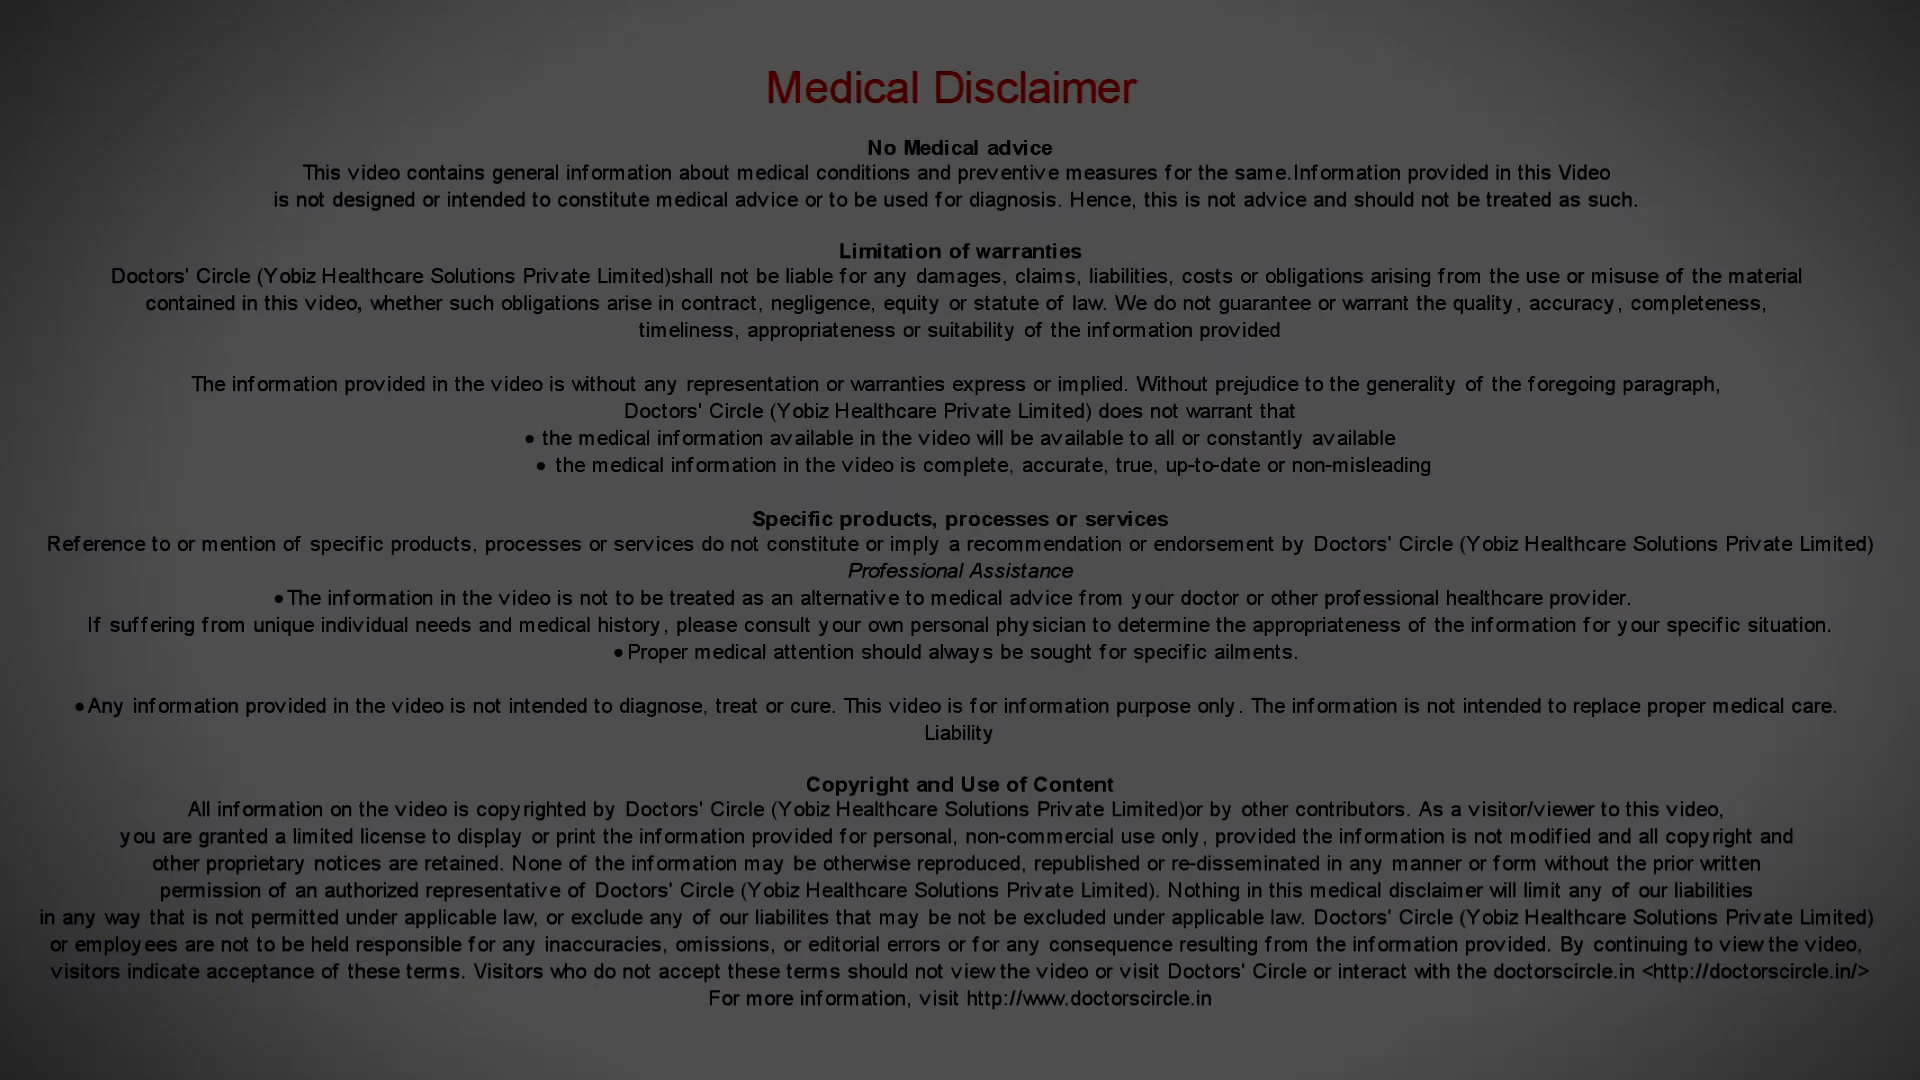 Medical Disclaimer
No Medical advice
This video contains general information about medical conditions and preventive measures for the same.Information provided in this Video
is not designed or intended to constitute medical advice or to be used for diagnosis. Hence, this is not advice and should not be treated as such.
Limitation of warranties
Doctors' Circle (Yobiz Healthcare Solutions Private Limited)shall not be liable for any damages, claims, liabilities, costs or obligations arising from the use or misuse of the material
contained in this video, whether such obligations arise in contract, negligence, equity or statute of law. We do not guarantee or warrant the quality, accuracy, completeness,
timeliness, appropriateness or suitability of the information provided
The information provided in the video is without any representation or warranties express or implied. Without prejudice to the generality of the foregoing paragraph,
Doctors' Circle (Yobiz Healthcare Private Limited) does not warrant that
• the medical information available in the video will be available to all or constantly available
• the medical information in the video is complete, accurate, true, up-to-date or non-misleading
Specific products, processes or services
Reference to or mention of specific products, processes or services do not constitute or imply a recommendation or endorsement by Doctors' Circle (Yobiz Healthcare Solutions Private Limited)
Professional Assistance
•The information in the video is not to be treated as an alternative to medical advice from your doctor or other professional healthcare provider.
If suffering from unique individual needs and medical history, please consult your own personal physician to determine the appropriateness of the information for your specific situation.
•Proper medical attention should always be sought for specific ailments.
•Any information provided in the video is not intended to diagnose, treat or cure. This video is for information purpose only. The information is not intended to replace proper medical care.
Liability
Copyright and Use of Content
All information on the video is copyrighted by Doctors' Circle (Yobiz Healthcare Solutions Private Limited)or by other contributors. As a visitor/viewer to this video,
you are granted a limited license to display or print the information provided for personal, non-commercial use only, provided the information is not modified and all copyright and
other proprietary notices are retained. None of the information may be otherwise reproduced, republished or re-disseminated in any manner or form without the prior written
permission of an authorized representative of Doctors' Circle (Yobiz Healthcare Solutions Private Limited). Nothing in this medical disclaimer will limit any of our liabilities
in any way that is not permitted under applicable law, or exclude any of our liabilites that may be not be excluded under applicable law. Doctors' Circle (Yobiz Healthcare Solutions Private Limited)
or employees are not to be held responsible for any inaccuracies, omissions, or editorial errors or for any consequence resulting from the information provided. By continuing to view the video,
visitors indicate acceptance of these terms. Visitors who do not accept these terms should not view the video or visit Doctors' Circle or interact with the doctorscircle.in <http://doctorscircle.in/>
For more information, visit http://www.doctorscircle.in